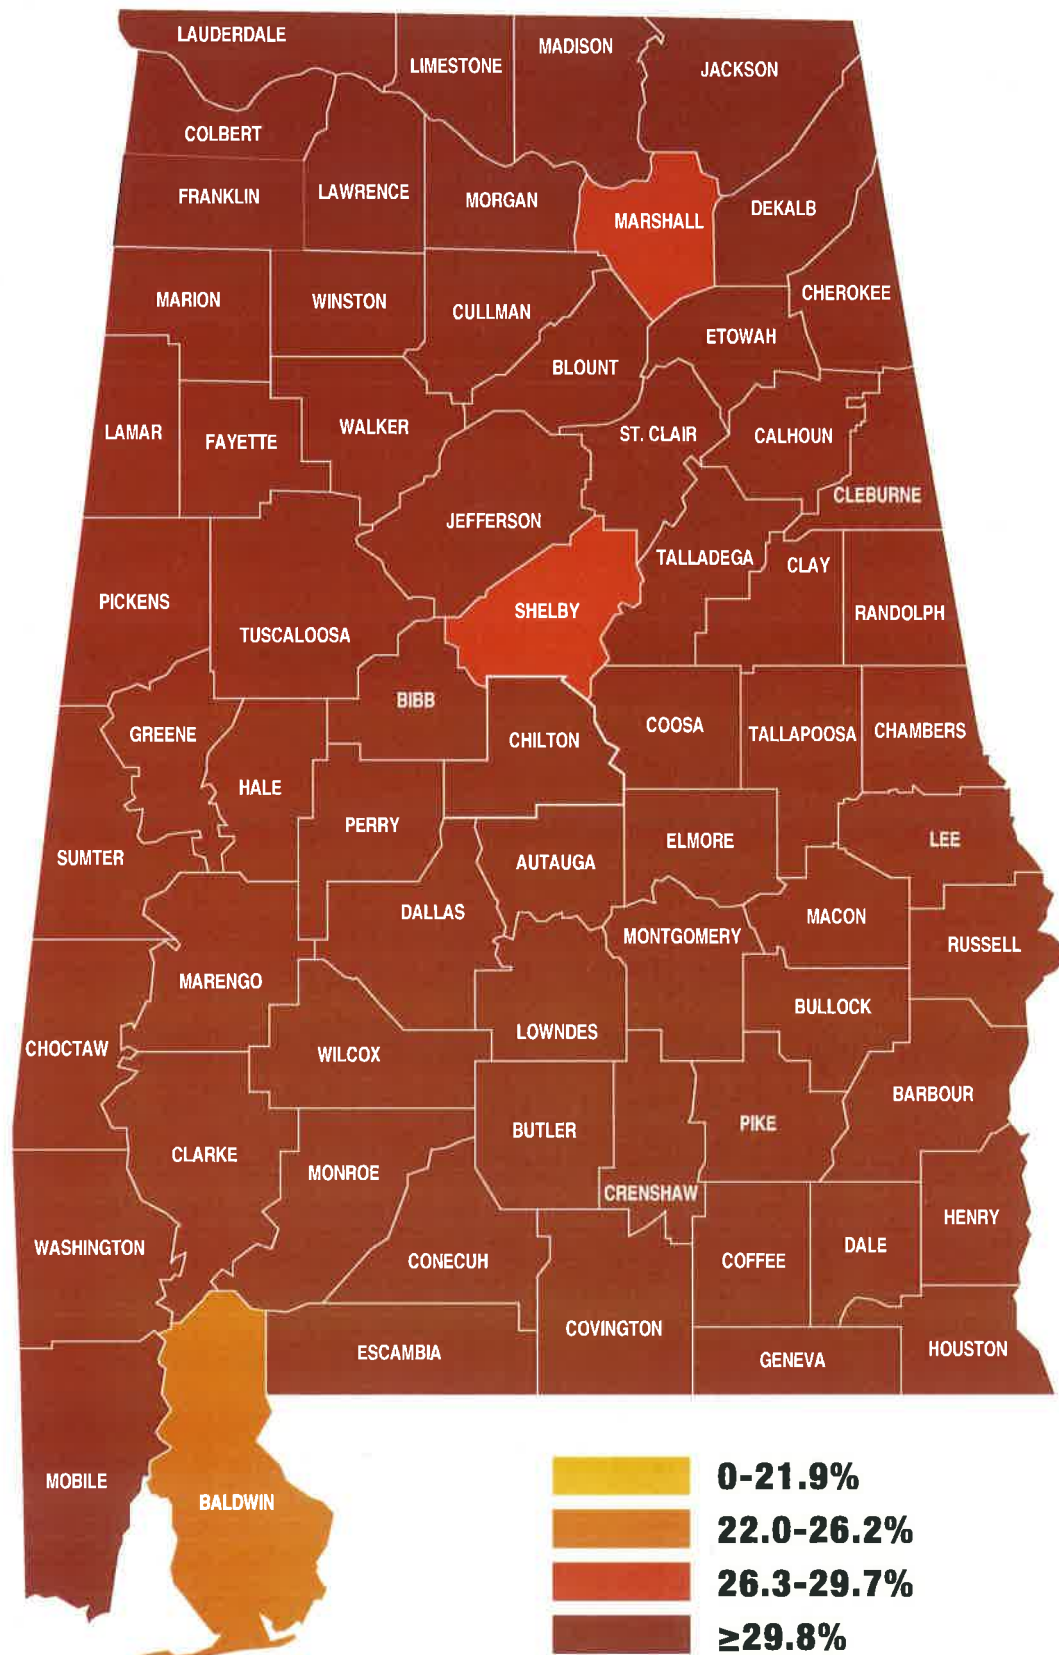 LAUDERDALE
LIMESTONE
MADISON
JACKSON
COLBERT
FRANKLIN
LAWRENCE
MORGAN
MARSHALL
DEKALB
MARION
WINSTON
CULLMAN
CHEROKEE
ETOWAH
BLOUNT
LAMAR
FAYETTE
WALKER
ST. CLAIR
CALHOUN
CLEBURNE
JEFFERSON
TALLADEGA
CLAY
PICKENS
TUSCALOOSA
SHELBY
RANDOLPH
BIBB
GREENE
CHILTON
COOSA
TALLAPOOSA
CHAMBERS
HALE
PERRY
SUMTER
AUTAUGA
ELMORE
LEE
DALLAS
MACON
MONTGOMERY
RUSSELL
MARENGO
BULLOCK
CHOCTAW
WILCOX
LOWNDES
BARBOUR
CLARKE
MONROE
BUTLER
PIKE
CRENSHAW
HENRY
WASHINGTON
CONECUH
COFFEE
DALE
ESCAMBIA
COVINGTON
GENEVA
HOUSTON
MOBILE
BALDWIN
0-21.9%
22.0-26.2%
26.3-29.7%
≥29.8%